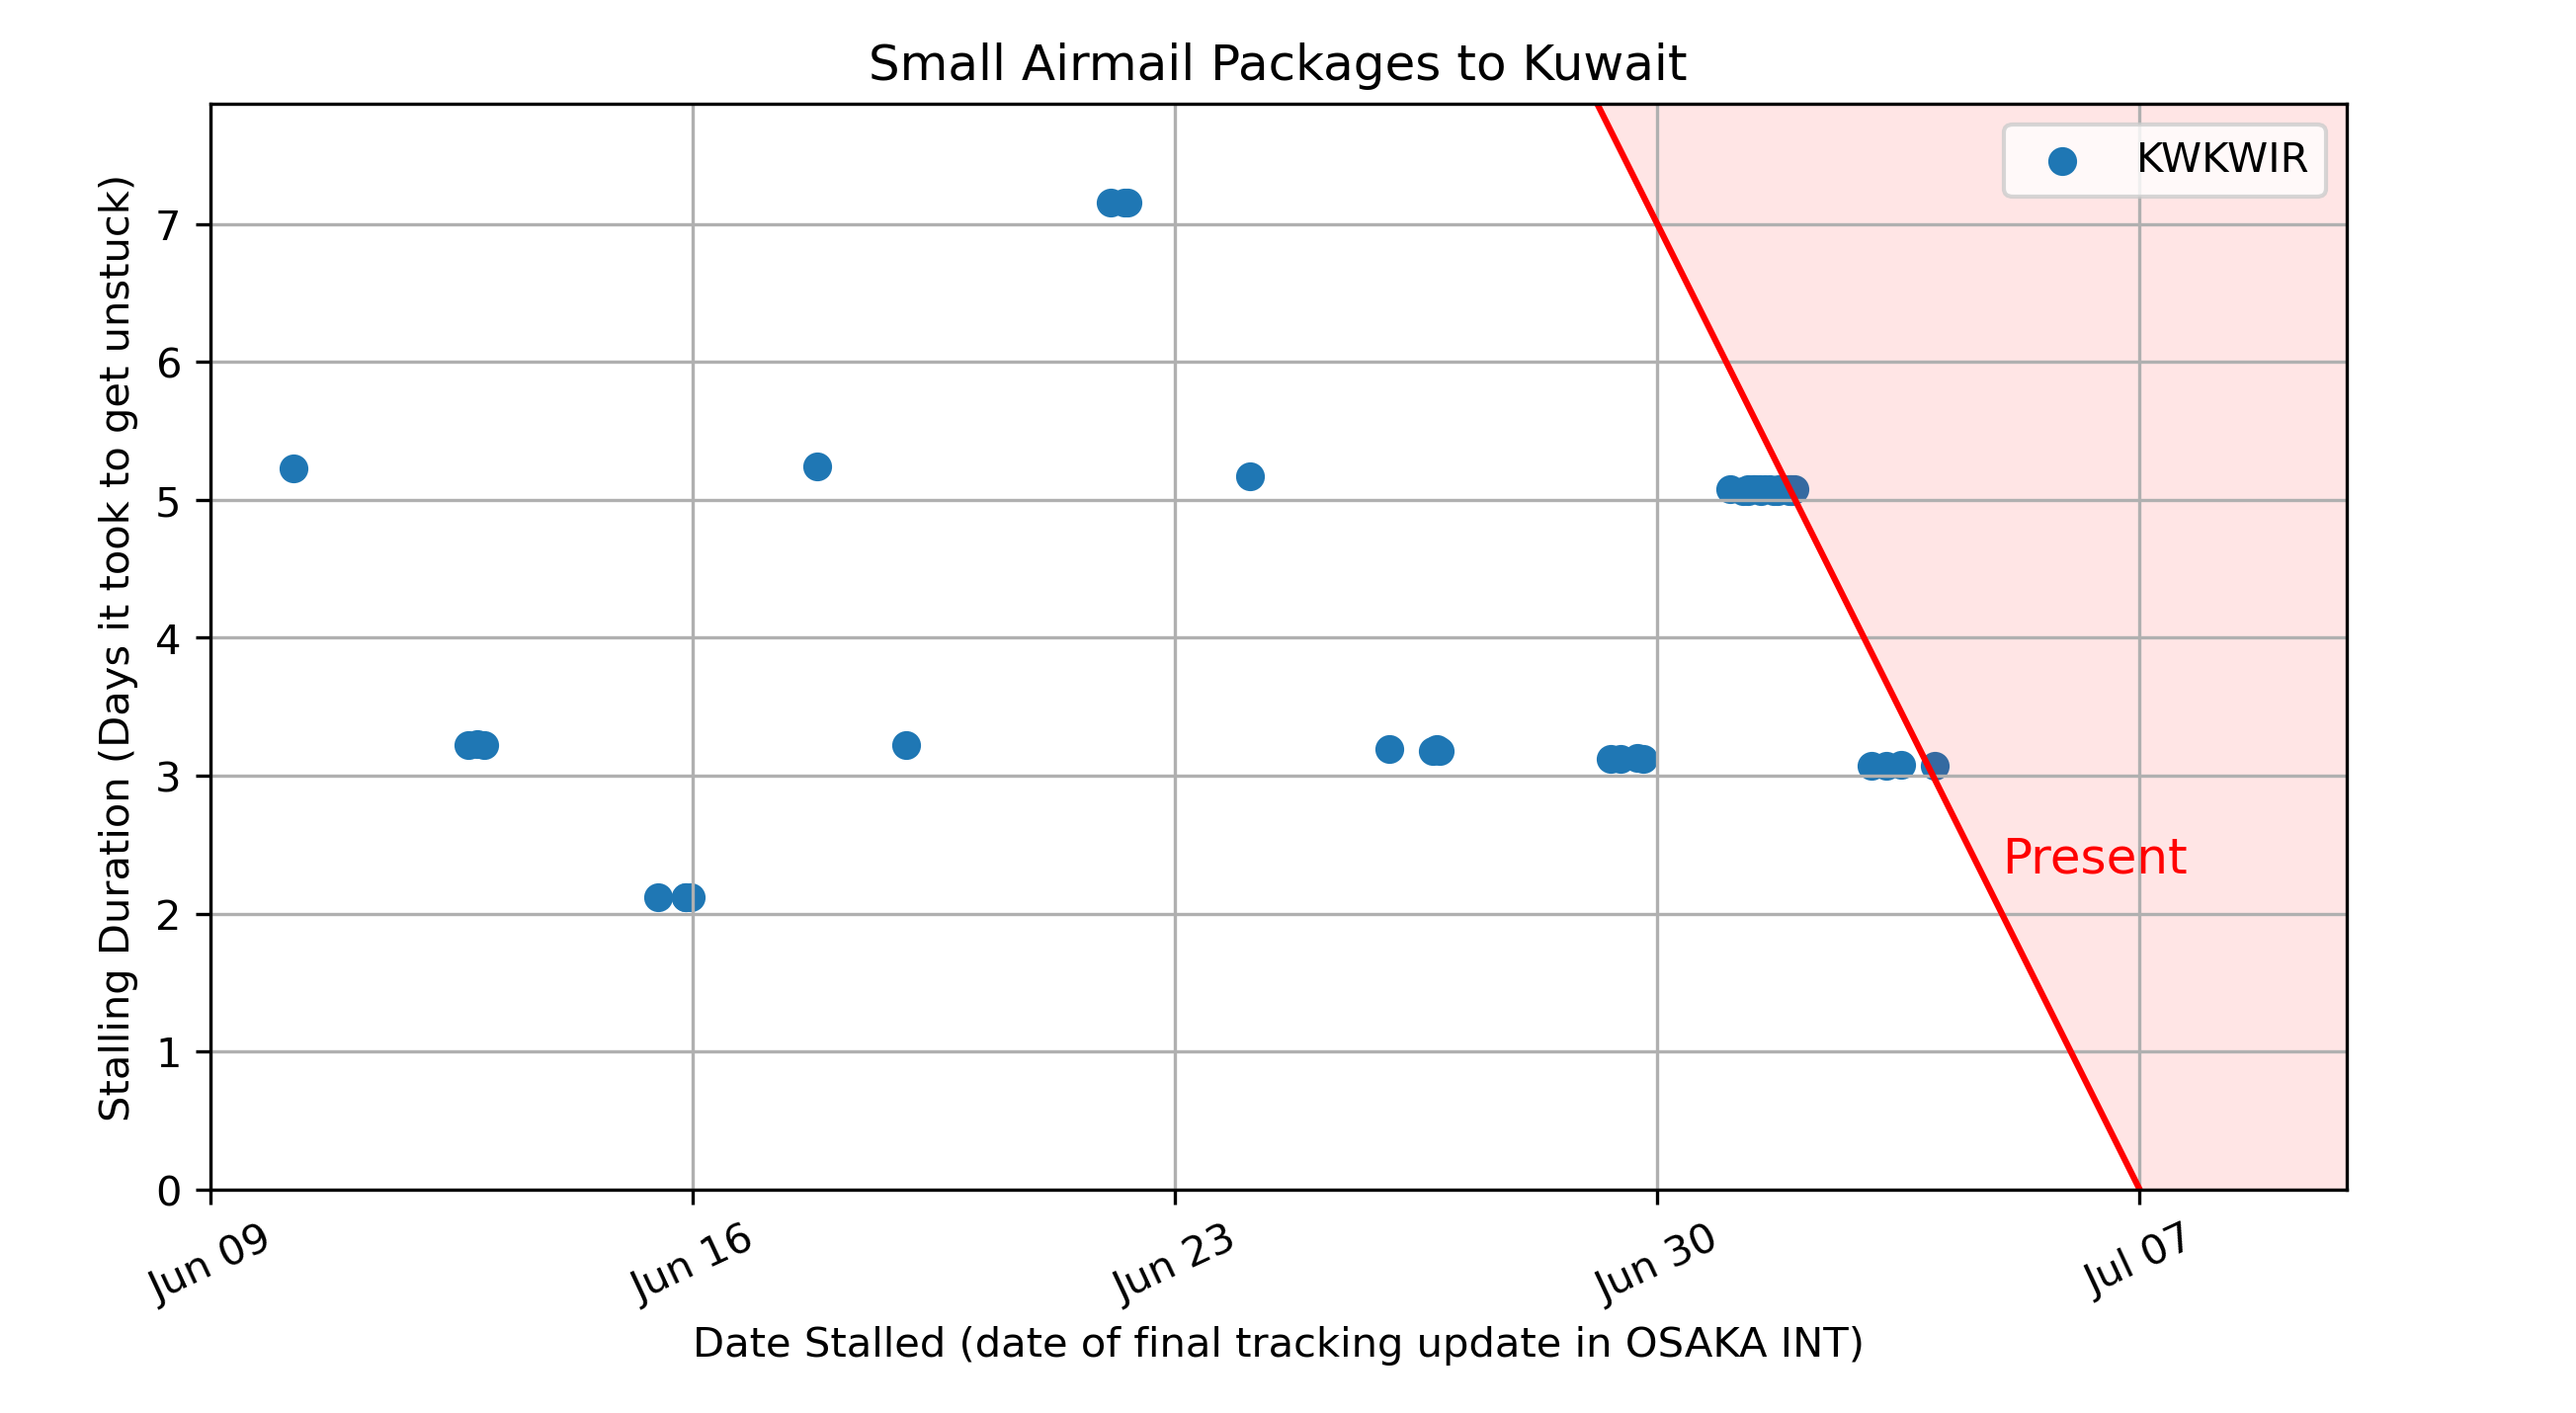 Small Airmail Packages to Kuwait
KWKWIR
Stalling Duration (Days it took to get unstuck)
7
6
5
4
3
2
1
0
Present
Jun 09
Jun 16
Jun 23
Jun 30
Jul 07
Date Stalled (date of final tracking update in OSAKA INT)